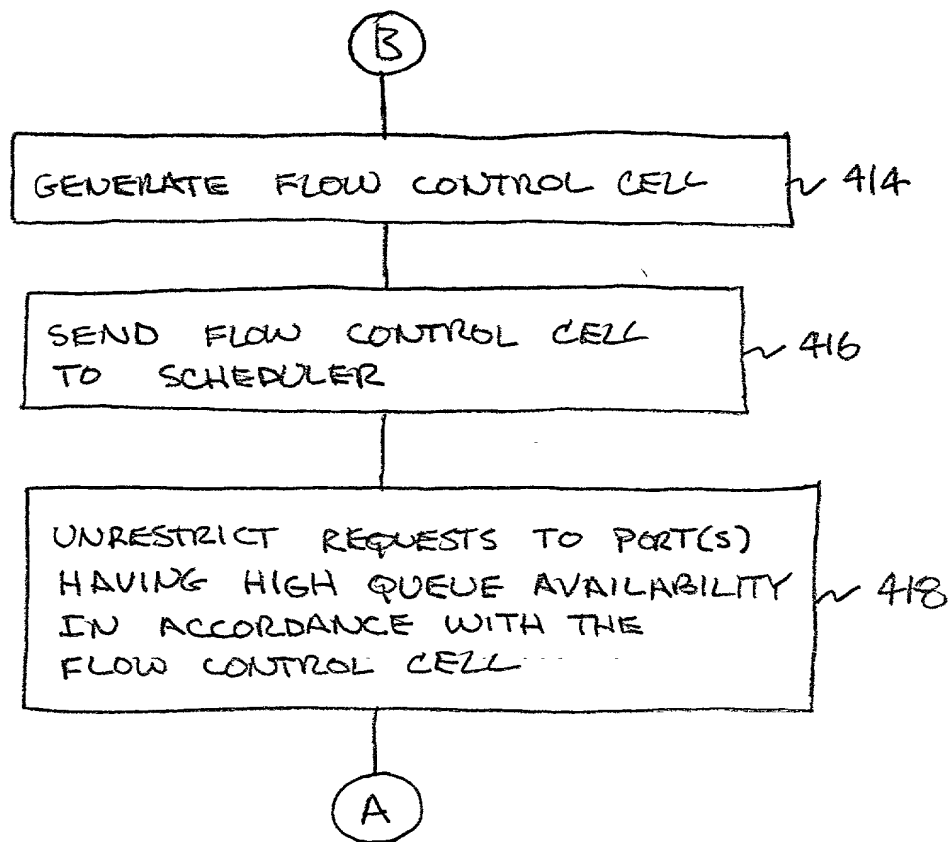 B
GENERATE FLOW CONTROL CELL
414
SEND FLOW CONTROL CELL
TO SCHEDULER
416
UNRESTRICT REQUESTS TO PORT(S)
HAVING HIGH QUEUE AVAILABILITY
IN ACCORDANCE WITH THE
FLOW CONTROL CELL
418
A